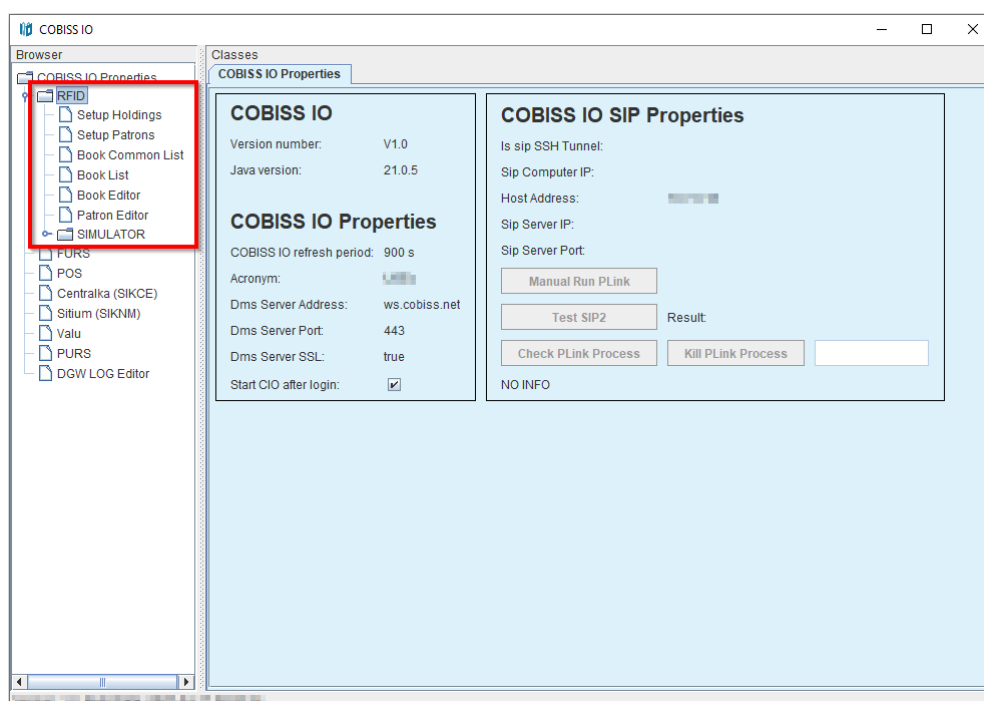 COBISS IO
Browser
COBISS IO Properties
RFID
Setup Holdings
Setup Patrons
Book Common List
Book List
Book Editor
Patron Editor
SIMULATOR
FURS
POS
Centralka (SIKCE)
Sitium (SIKNM)
Valu
PURS
DGW LOG Editor
Classes
COBISS IO Properties
COBISS IO
Version number: V1.0
Java version: 21.0.5
COBISS IO Properties
COBISS IO refresh period: 900 s
Acronym:
Dms Server Address: ws.cobiss.net
Dms Server Port: 443
Dms Server SSL: true
Start CIO after login:
COBISS IO SIP Properties
Is sip SSH Tunnel:
Sip Computer IP:
Host Address:
Sip Server IP:
Sip Server Port:
Manual Run PLink
Test SIP2 Result:
Check PLink Process Kill PLink Process
NO INFO